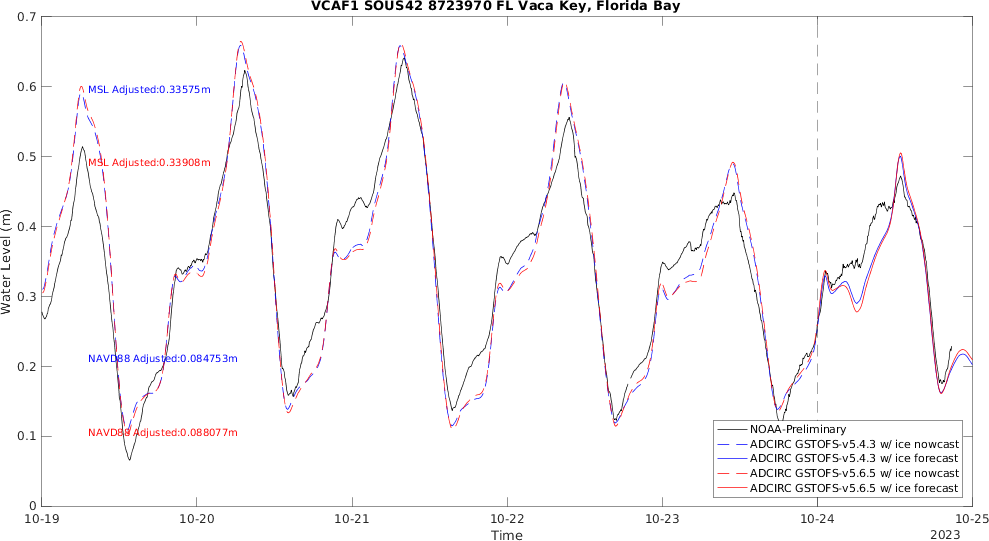 VCAF1 SOUS42 8723970 FL Vaca Key, Florida Bay
0.7
0.6
0.5
0.4
0.3
0.2
0.1
0
Water Level (m)
MSL Adjusted:0.33575m
MSL Adjusted:0.33908m
NAVD88 Adjusted:0.084753m
NAVD88 Adjusted:0.088077m
NOAA-Preliminary
ADCIRC GSTOFS-v5.4.3 w/ ice nowcast
ADCIRC GSTOFS-v5.4.3 w/ ice forecast
ADCIRC GSTOFS-v5.6.5 w/ ice nowcast
ADCIRC GSTOFS-v5.6.5 w/ ice forecast
10-19 10-20 10-21 10-22 10-23 10-24 10-25
Time
2023